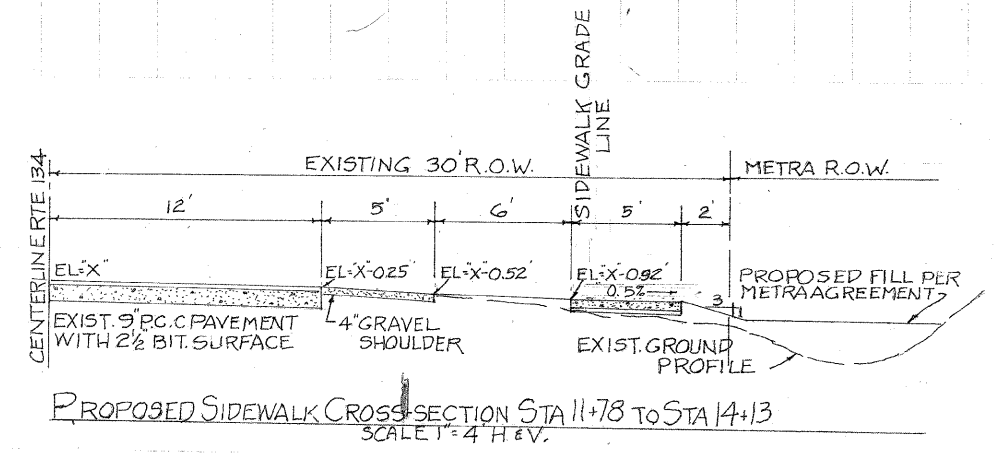 SIDEWALK GRADE
LINE
CENTERLINE RTE 134
EXISTING 30' R.O.W.
METRA R.O.W.
12'
5'
6'
5'
2'
EL="X"
EL="X"-0.25'
EL="X"-0.52'
EL="X"-0.92'
0.5%
3
1
PROPOSED FILL PER
METRA AGREEMENT
EXIST. 9" P.C.C PAVEMENT
WITH 2½" BIT. SURFACE
4" GRAVEL
SHOULDER
EXIST. GROUND
PROFILE
PROPOSED SIDEWALK CROSS-SECTION STA 11+78 TO STA 14+13
SCALE 1"=4' H & V.